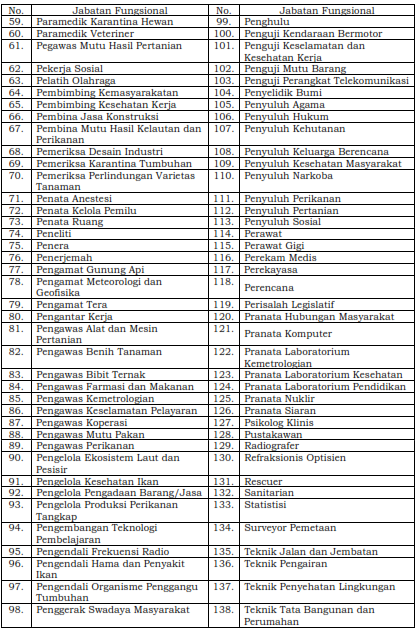 No. Jabatan Fungsional No. Jabatan Fungsional
59. Paramedik Karantina Hewan 99. Penghulu
60. Paramedik Veteriner 100. Penguji Kendaraan Bermotor
61. Pegawas Mutu Hasil Pertanian 101. Penguji Keselamatan dan
Kesehatan Kerja
62. Pekerja Sosial 102. Penguji Mutu Barang
63. Pelatih Olahraga 103. Penguji Perangkat Telekomunikasi
64. Pembimbing Kemasyarakatan 104. Penyelidik Bumi
65. Pembimbing Kesehatan Kerja 105. Penyuluh Agama
66. Pembina Jasa Konstruksi 106. Penyuluh Hukum
67. Pembina Mutu Hasil Kelautan dan 107. Penyuluh Kehutanan
Perikanan
68. Pemeriksa Desain Industri 108. Penyuluh Keluarga Berencana
69. Pemeriksa Karantina Tumbuhan 109. Penyuluh Kesehatan Masyarakat
70. Pemeriksa Perlindungan Varietas 110. Penyuluh Narkoba
Tanaman
71. Penata Anestesi 111. Penyuluh Perikanan
72. Penata Kelola Pemilu 112. Penyuluh Pertanian
73. Penata Ruang 113. Penyuluh Sosial
74. Peneliti 114. Perawat
75. Penera 115. Perawat Gigi
76. Penerjemah 116. Perekam Medis
77. Pengamat Gunung Api 117. Perekayasa
78. Pengamat Meteorologi dan 118. Perencana
Geofisika
79. Pengamat Tera 119. Perisalah Legislatif
80. Pengantar Kerja 120. Pranata Hubungan Masyarakat
81. Pengawas Alat dan Mesin 121. Pranata Komputer
Pertanian
82. Pengawas Benih Tanaman 122. Pranata Laboratorium
Kemetrologian
83. Pengawas Bibit Ternak 123. Pranata Laboratorium Kesehatan
84. Pengawas Farmasi dan Makanan 124. Pranata Laboratorium Pendidikan
85. Pengawas Kemetrologian 125. Pranata Nuklir
86. Pengawas Keselamatan Pelayaran 126. Pranata Siaran
87. Pengawas Koperasi 127. Psikolog Klinis
88. Pengawas Mutu Pakan 128. Pustakawan
89. Pengawas Perikanan 129. Radiografer
90. Pengelola Ekosistem Laut dan 130. Refraksionis Optisien
Pesisir
91. Pengelola Kesehatan Ikan 131. Rescuer
92. Pengelola Pengadaan Barang/Jasa 132. Sanitarian
93. Pengelola Produksi Perikanan 133. Statistisi
Tangkap
94. Pengembangan Teknologi 134. Surveyor Pemetaan
Pembelajaran
95. Pengendali Frekuensi Radio 135. Teknik Jalan dan Jembatan
96. Pengendali Hama dan Penyakit 136. Teknik Pengairan
Ikan
97. Pengendali Organisme Penggangu 137. Teknik Penyehatan Lingkungan
Tumbuhan
98. Penggerak Swadaya Masyarakat 138. Teknik Tata Bangunan dan
Perumahan